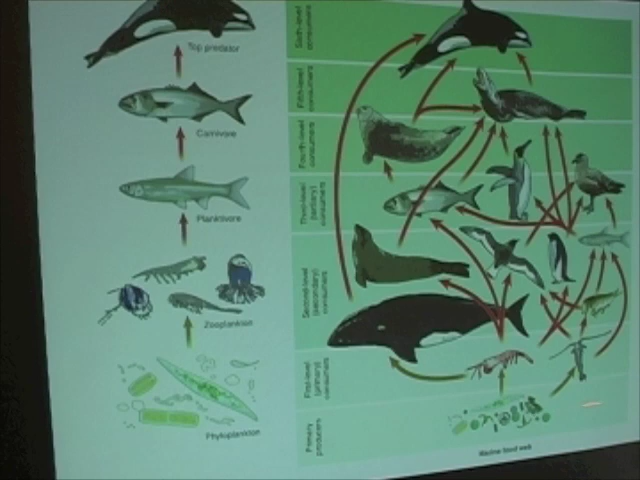 Top predator
Carnivore
Planktivore
Zooplankton
Phytoplankton
Sixth-level
consumers
Fifth-level
consumers
Fourth-level
consumers
Third-level
(tertiary)
consumers
Second-level
(secondary)
consumers
First-level
(primary)
consumers
Primary
producers
Marine food web